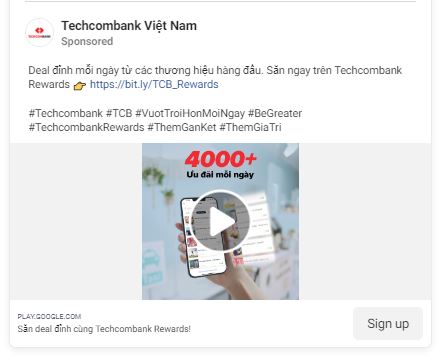 Techcombank Việt Nam
Sponsored
TECHCOMBANK
Deal đỉnh mỗi ngày từ các thương hiệu hàng đầu. Săn ngay trên Techcombank
Rewards 👉 https://bit.ly/TCB_Rewards
#Techcombank #TCB #VuotTroiHonMoiNgay #BeGreater
#TechcombankRewards #ThemGanKet #ThemGiaTri
4000+
Ưu đãi mỗi ngày
PLAY.GOOGLE.COM
Săn deal đỉnh cùng Techcombank Rewards!
Sign up